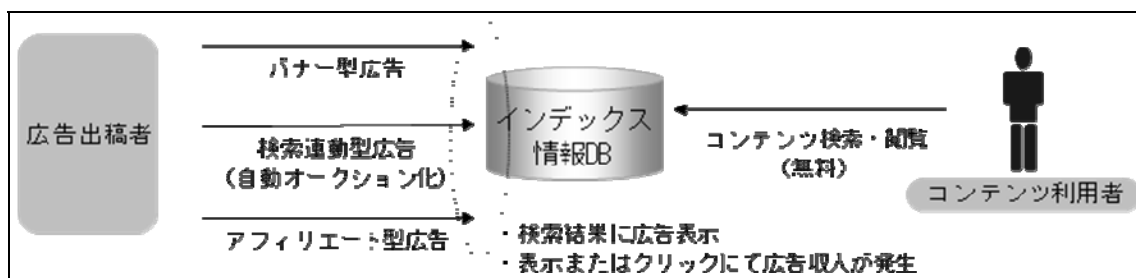 バナー型広告
広告出稿者
検索連動型広告
(自動オークション化)
アフィリエート型広告
インデックス
情報DB
コンテンツ検索・閲覧
(無料)
コンテンツ利用者
・検索結果に広告表示
・表示またはクリックにて広告収入が発生